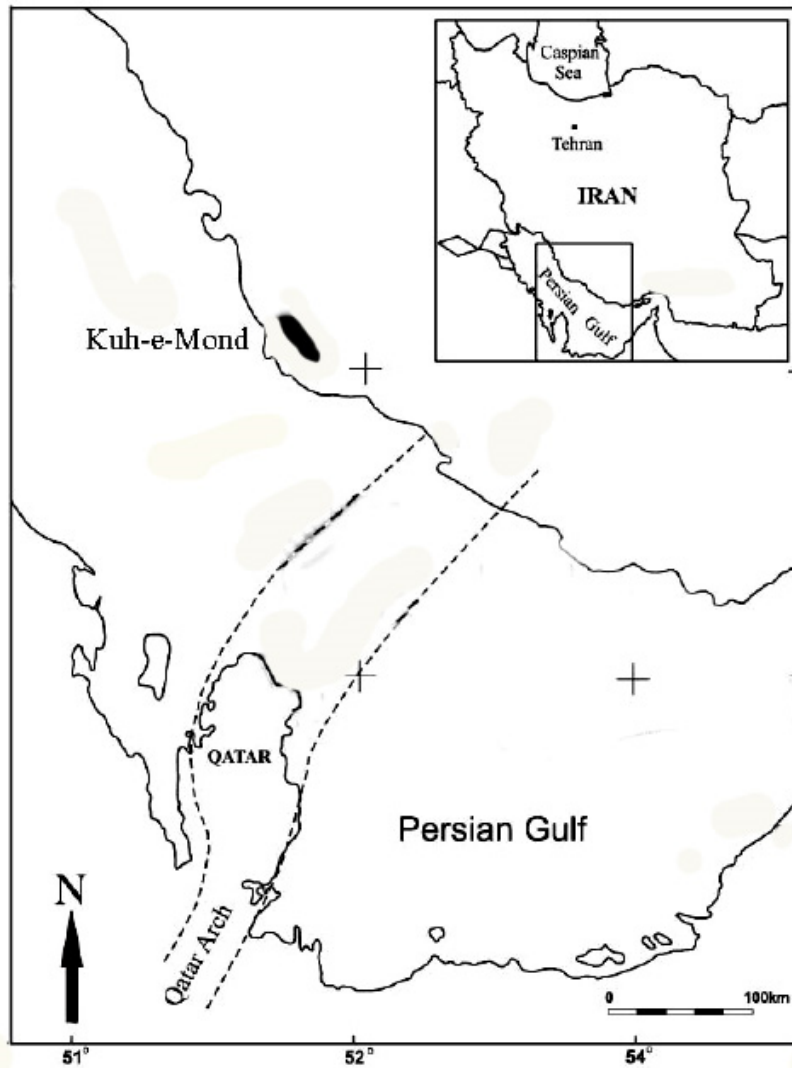 Caspian
Sea
Tehran
IRAN
Persian Gulf
Kuh-e-Mond
QATAR
Persian Gulf
N
Qatar Arch
0 100km
51° 52° 54°